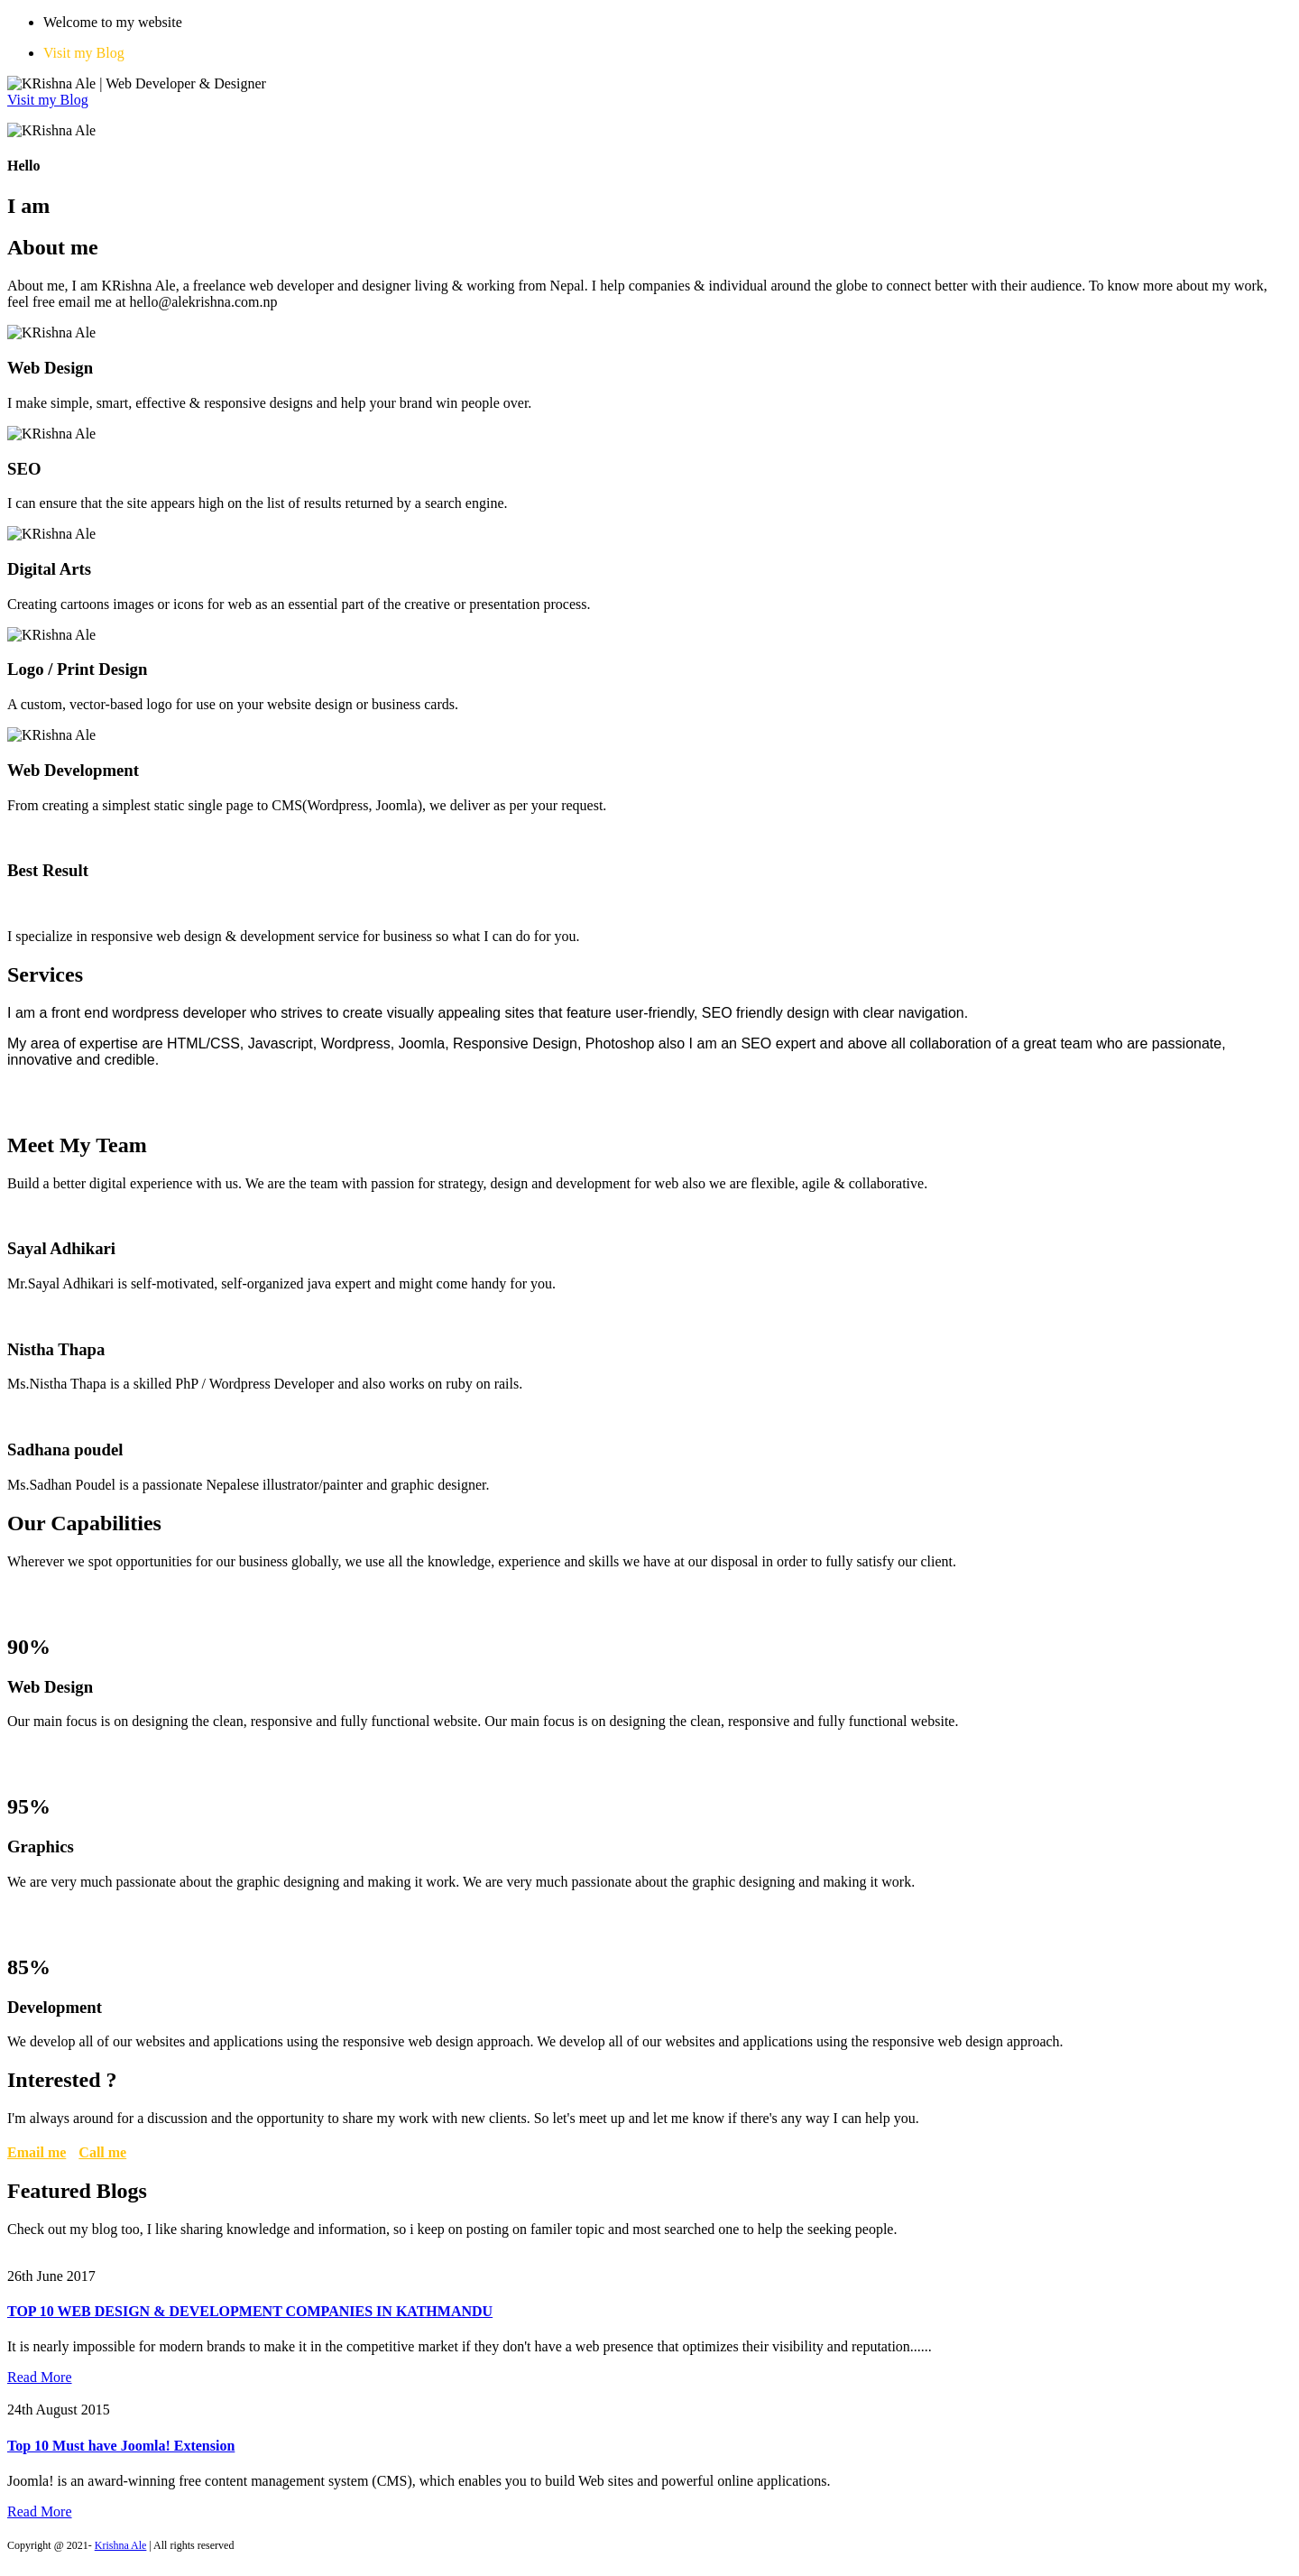 Welcome to my website
Visit my Blog
KRishna Ale | Web Developer & Designer
Visit my Blog
KRishna Ale
Hello
I am
About me
About me, I am KRishna Ale, a freelance web developer and designer living & working from Nepal. I help companies & individual around the globe to connect better with their audience. To know more about my work,
feel free email me at hello@alekrishna.com.np
KRishna Ale
Web Design
I make simple, smart, effective & responsive designs and help your brand win people over.
KRishna Ale
SEO
I can ensure that the site appears high on the list of results returned by a search engine.
KRishna Ale
Digital Arts
Creating cartoons images or icons for web as an essential part of the creative or presentation process.
KRishna Ale
Logo / Print Design
A custom, vector-based logo for use on your website design or business cards.
KRishna Ale
Web Development
From creating a simplest static single page to CMS(Wordpress, Joomla), we deliver as per your request.
Best Result
I specialize in responsive web design & development service for business so what I can do for you.
Services
I am a front end wordpress developer who strives to create visually appealing sites that feature user-friendly, SEO friendly design with clear navigation.
My area of expertise are HTML/CSS, Javascript, Wordpress, Joomla, Responsive Design, Photoshop also I am an SEO expert and above all collaboration of a great team who are passionate,
innovative and credible.
Meet My Team
Build a better digital experience with us. We are the team with passion for strategy, design and development for web also we are flexible, agile & collaborative.
Sayal Adhikari
Mr.Sayal Adhikari is self-motivated, self-organized java expert and might come handy for you.
Nistha Thapa
Ms.Nistha Thapa is a skilled PhP / Wordpress Developer and also works on ruby on rails.
Sadhana poudel
Ms.Sadhan Poudel is a passionate Nepalese illustrator/painter and graphic designer.
Our Capabilities
Wherever we spot opportunities for our business globally, we use all the knowledge, experience and skills we have at our disposal in order to fully satisfy our client.
90%
Web Design
Our main focus is on designing the clean, responsive and fully functional website. Our main focus is on designing the clean, responsive and fully functional website.
95%
Graphics
We are very much passionate about the graphic designing and making it work. We are very much passionate about the graphic designing and making it work.
85%
Development
We develop all of our websites and applications using the responsive web design approach. We develop all of our websites and applications using the responsive web design approach.
Interested ?
I'm always around for a discussion and the opportunity to share my work with new clients. So let's meet up and let me know if there's any way I can help you.
Email me Call me
Featured Blogs
Check out my blog too, I like sharing knowledge and information, so i keep on posting on familer topic and most searched one to help the seeking people.
26th June 2017
TOP 10 WEB DESIGN & DEVELOPMENT COMPANIES IN KATHMANDU
It is nearly impossible for modern brands to make it in the competitive market if they don't have a web presence that optimizes their visibility and reputation......
Read More
24th August 2015
Top 10 Must have Joomla! Extension
Joomla! is an award-winning free content management system (CMS), which enables you to build Web sites and powerful online applications.
Read More
Copyright @ 2021- Krishna Ale | All rights reserved